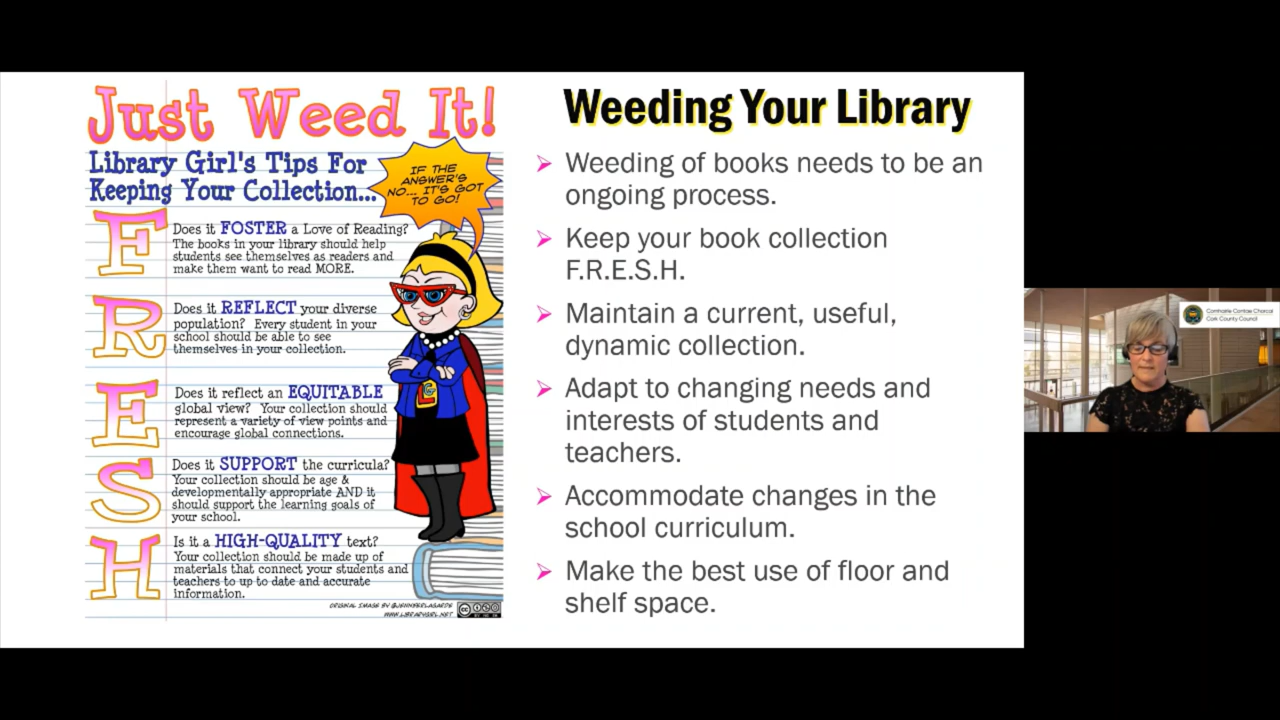 Just Weed It!
Library Girl's Tips For
Keeping Your Collection...
IF THE
ANSWER'S
NO... IT'S GOT
TO GO!
F
Does it FOSTER a Love of Reading?
The books in your library should help
students see themselves as readers and
make them want to read MORE.
R
Does it REFLECT your diverse
population? Every student in your
school should be able to see
themselves in your collection.
E
Does it reflect an EQUITABLE
global view? Your collection should
represent a variety of view points and
encourage global connections.
S
Does it SUPPORT the curricula?
Your collection should be age &
developmentally appropriate AND it
should support the learning goals of
your school.
H
Is it a HIGH-QUALITY text?
Your collection should be made up of
materials that connect your students and
teachers to up to date and accurate
information.
ORIGINAL IMAGE BY @JENNIFERLAGARDE
WWW.LIBRARYGIRL.NET
LG
Weeding Your Library
Weeding of books needs to be an
ongoing process.
Keep your book collection
F.R.E.S.H.
Maintain a current, useful,
dynamic collection.
Adapt to changing needs and
interests of students and
teachers.
Accommodate changes in the
school curriculum.
Make the best use of floor and
shelf space.
Comhairle Contae Chorcaí
Cork County Council